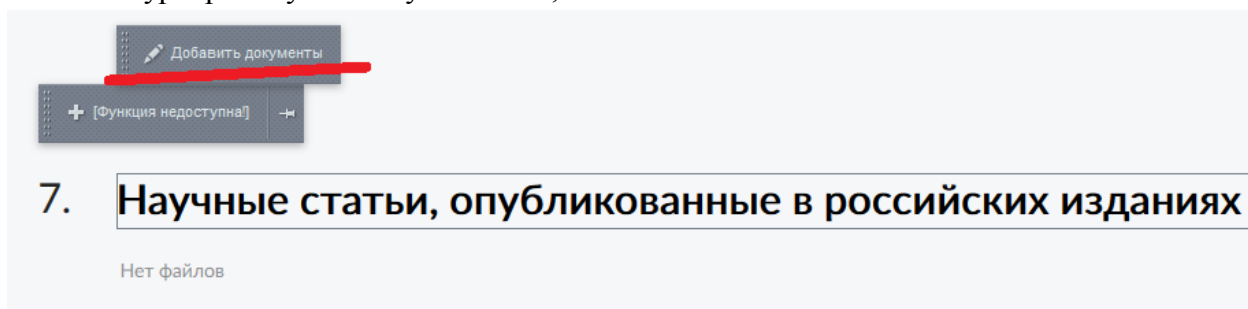 Добавить документы
[Функция недоступна!]
7. Научные статьи, опубликованные в российских изданиях
Нет файлов